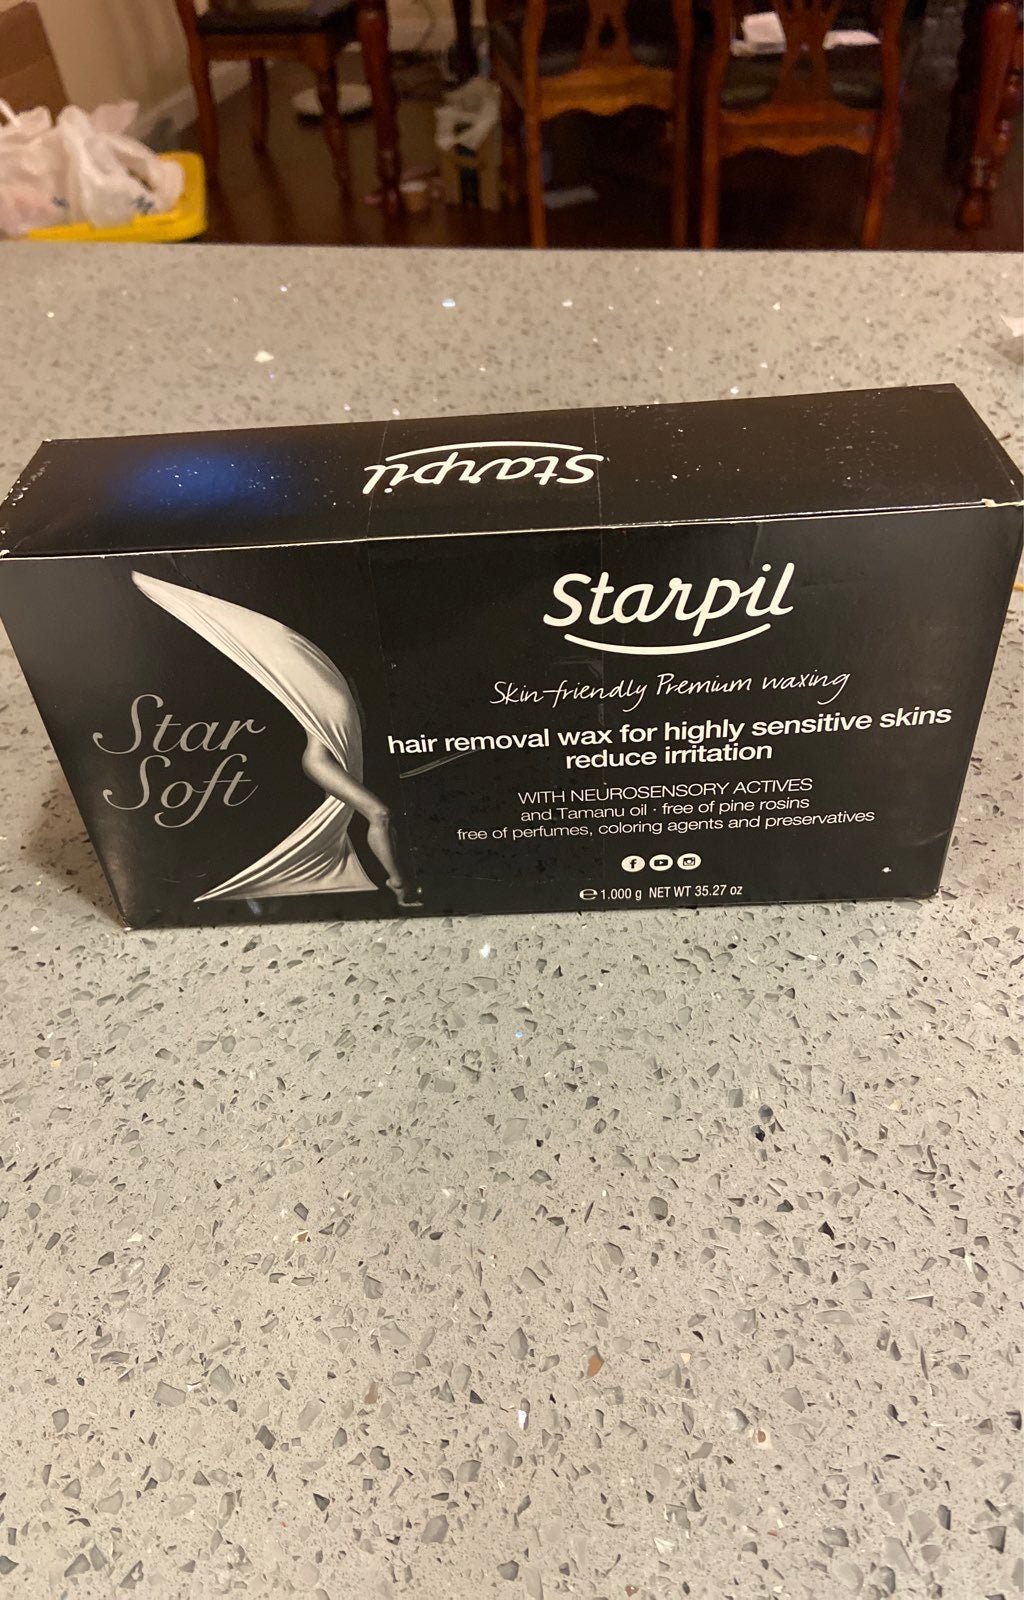 Starpil
Starpil
Skin-friendly Premium waxing
Star
Soft
hair removal wax for highly sensitive skins
reduce irritation
WITH NEUROSENSORY ACTIVES
and Tamanu oil · free of pine rosins
free of perfumes, coloring agents and preservatives
℮ 1.000 g NET WT 35.27 oz